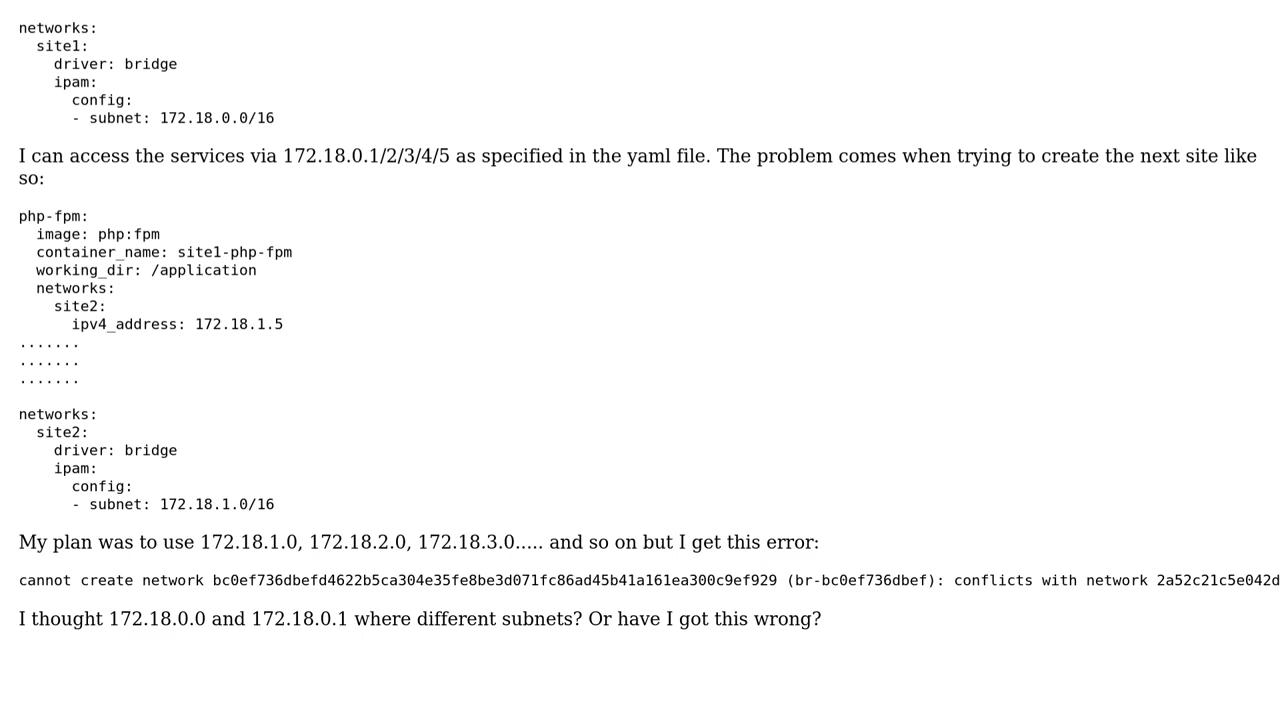 networks:
  site1:
    driver: bridge
    ipam:
      config:
      - subnet: 172.18.0.0/16
I can access the services via 172.18.0.1/2/3/4/5 as specified in the yaml file. The problem comes when trying to create the next site like
so:
php-fpm:
  image: php:fpm
  container_name: site1-php-fpm
  working_dir: /application
  networks:
    site2:
      ipv4_address: 172.18.1.5
.......
.......
.......
networks:
  site2:
    driver: bridge
    ipam:
      config:
      - subnet: 172.18.1.0/16
My plan was to use 172.18.1.0, 172.18.2.0, 172.18.3.0..... and so on but I get this error:
cannot create network bc0ef736dbefd4622b5ca304e35fe8be3d071fc86ad45b41a161ea300c9ef929 (br-bc0ef736dbef): conflicts with network 2a52c21c5e042d
I thought 172.18.0.0 and 172.18.0.1 where different subnets? Or have I got this wrong?